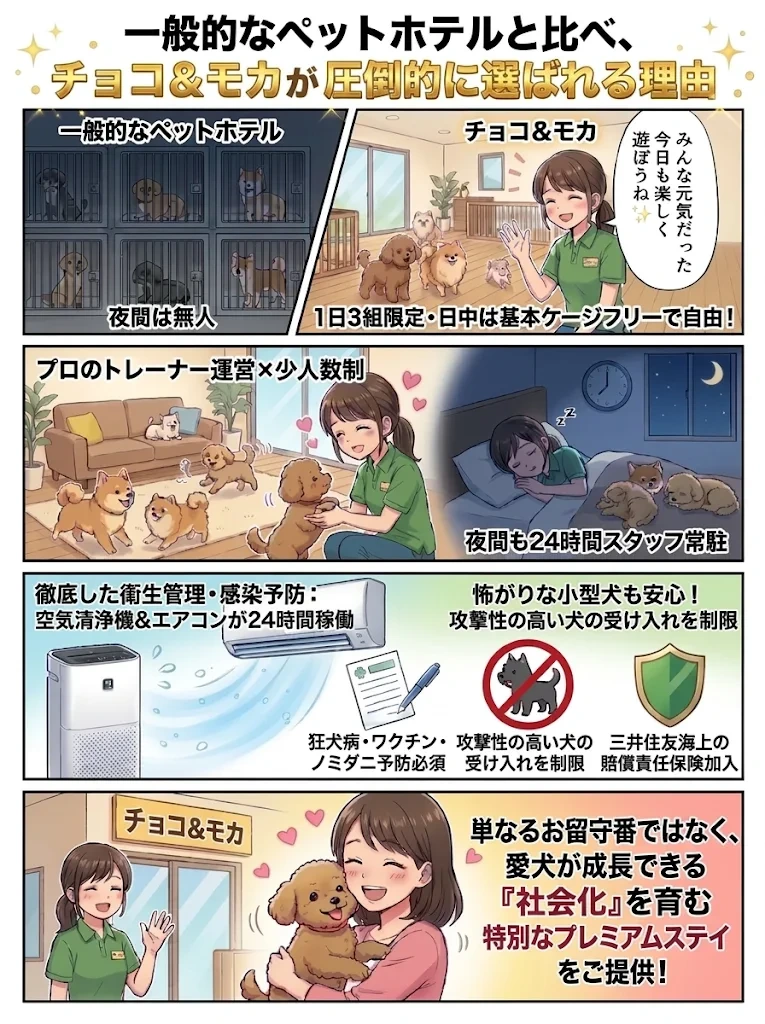 一般的なペットホテルと比べ、
チョコ&モカが圧倒的に選ばれる理由
一般的なペットホテル
夜間は無人
チョコ&モカ
みんな元気だった
今日も楽しく
遊ぼうね✨
1日3組限定・日中は基本ケージフリーで自由!
プロのトレーナー運営×少人数制
zzz
夜間も24時間スタッフ常駐
徹底した衛生管理・感染予防:
空気清浄機&エアコンが24時間稼働
狂犬病・ワクチン・
ノミダニ予防必須
怖がりな小型犬も安心!
攻撃性の高い犬の受け入れを制限
攻撃性の高い犬の
受け入れを制限
三井住友海上の
賠償責任保険加入
チョコ&モカ
単なるお留守番ではなく、
愛犬が成長できる
『社会化』を育む
特別なプレミアムステイ
をご提供!